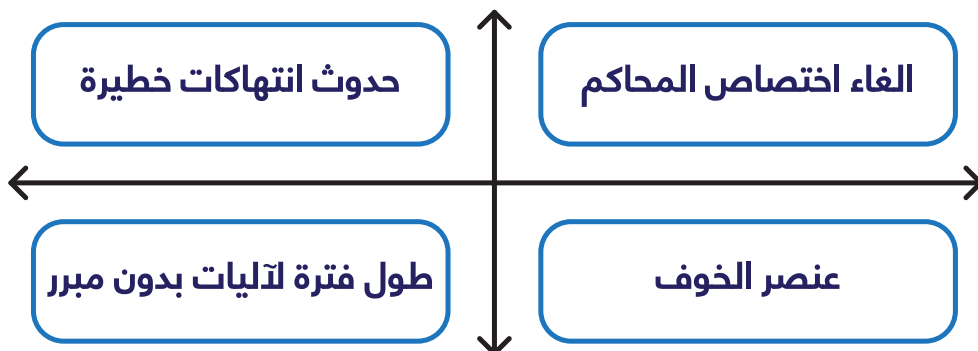 الغاء اختصاص المحاكم
حدوث انتهاكات خطيرة
عنصر الخوف
طول فترة لآليات بدون مبرر